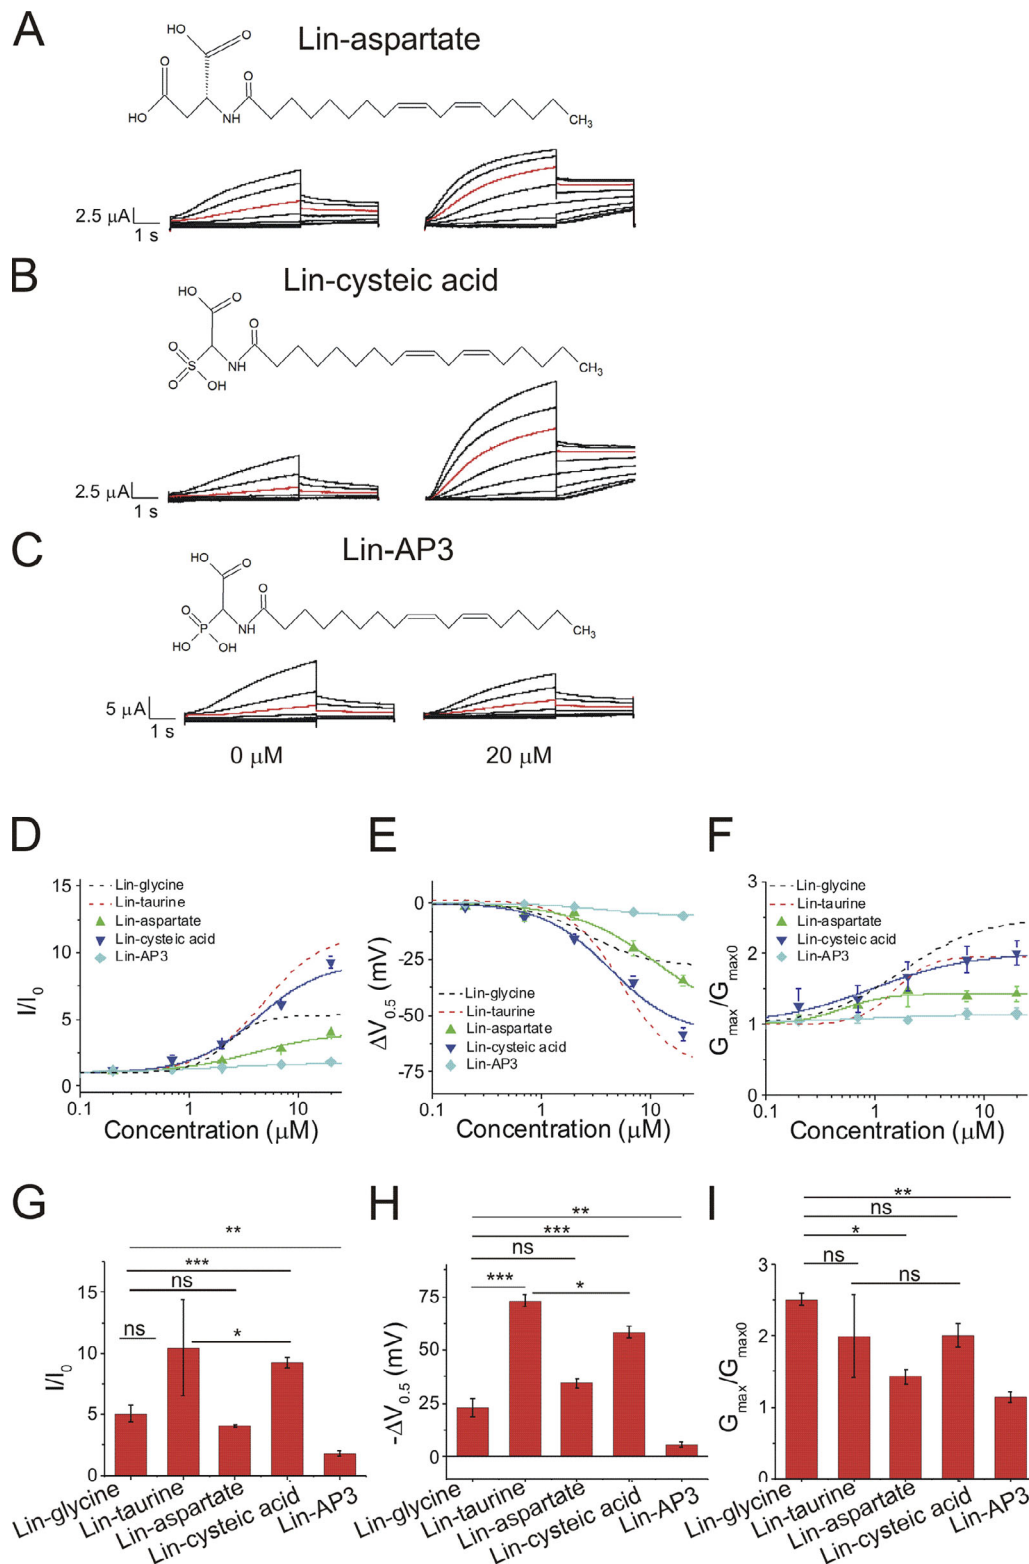 A
Lin-aspartate
HO
O
O
O
HO
NH
CH3
2.5 μA
1 s
B
Lin-cysteic acid
HO
O
O
O
S
NH
O
OH
CH3
2.5 μA
1 s
C
Lin-AP3
HO
O
O
O
P
NH
HO
OH
CH3
5 μA
1 s
0 μM
20 μM
D
E
F
15
10
5
0
I/I0
Lin-glycine
Lin-taurine
Lin-aspartate
Lin-cysteic acid
Lin-AP3
0.1
1
10
Concentration (μM)
0
-25
-50
-75
ΔV0.5 (mV)
Lin-glycine
Lin-taurine
Lin-aspartate
Lin-cysteic acid
Lin-AP3
0.1
1
10
Concentration (μM)
3
2
1
0
Gmax/Gmax0
Lin-glycine
Lin-taurine
Lin-aspartate
Lin-cysteic acid
Lin-AP3
0.1
1
10
Concentration (μM)
G
H
I
**
***
ns
ns
*
15
10
5
0
I/I0
Lin-glycine
Lin-taurine
Lin-aspartate
Lin-cysteic acid
Lin-AP3
**
***
ns
***
*
75
50
25
0
-ΔV0.5 (mV)
Lin-glycine
Lin-taurine
Lin-aspartate
Lin-cysteic acid
Lin-AP3
**
ns
*
ns
ns
3
2
1
0
Gmax/Gmax0
Lin-glycine
Lin-taurine
Lin-aspartate
Lin-cysteic acid
Lin-AP3